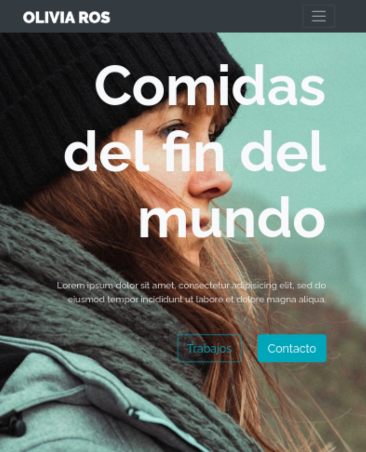 OLIVIA ROS
Comidas
del fin del
mundo
Lorem ipsum dolor sit amet, consectetur adipisicing elit, sed do
eiusmod tempor incididunt ut labore et dolore magna aliqua.
Trabajos
Contacto